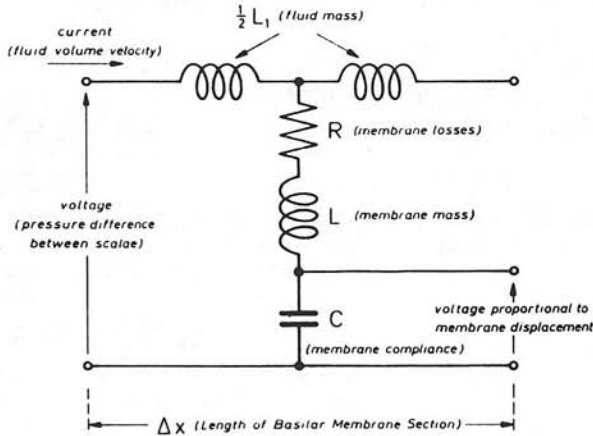 ½ L₁ (fluid mass)
current
(fluid volume velocity)
R (membrane losses)
voltage
(pressure difference
between scalae)
L (membrane mass)
voltage proportional to
membrane displacement
C
(membrane compliance)
Δx (Length of Basilar Membrane Section)